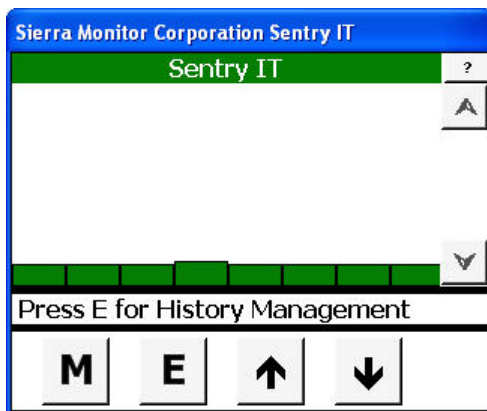 Sierra Monitor Corporation Sentry IT
Sentry IT
?
Press E for History Management
M E